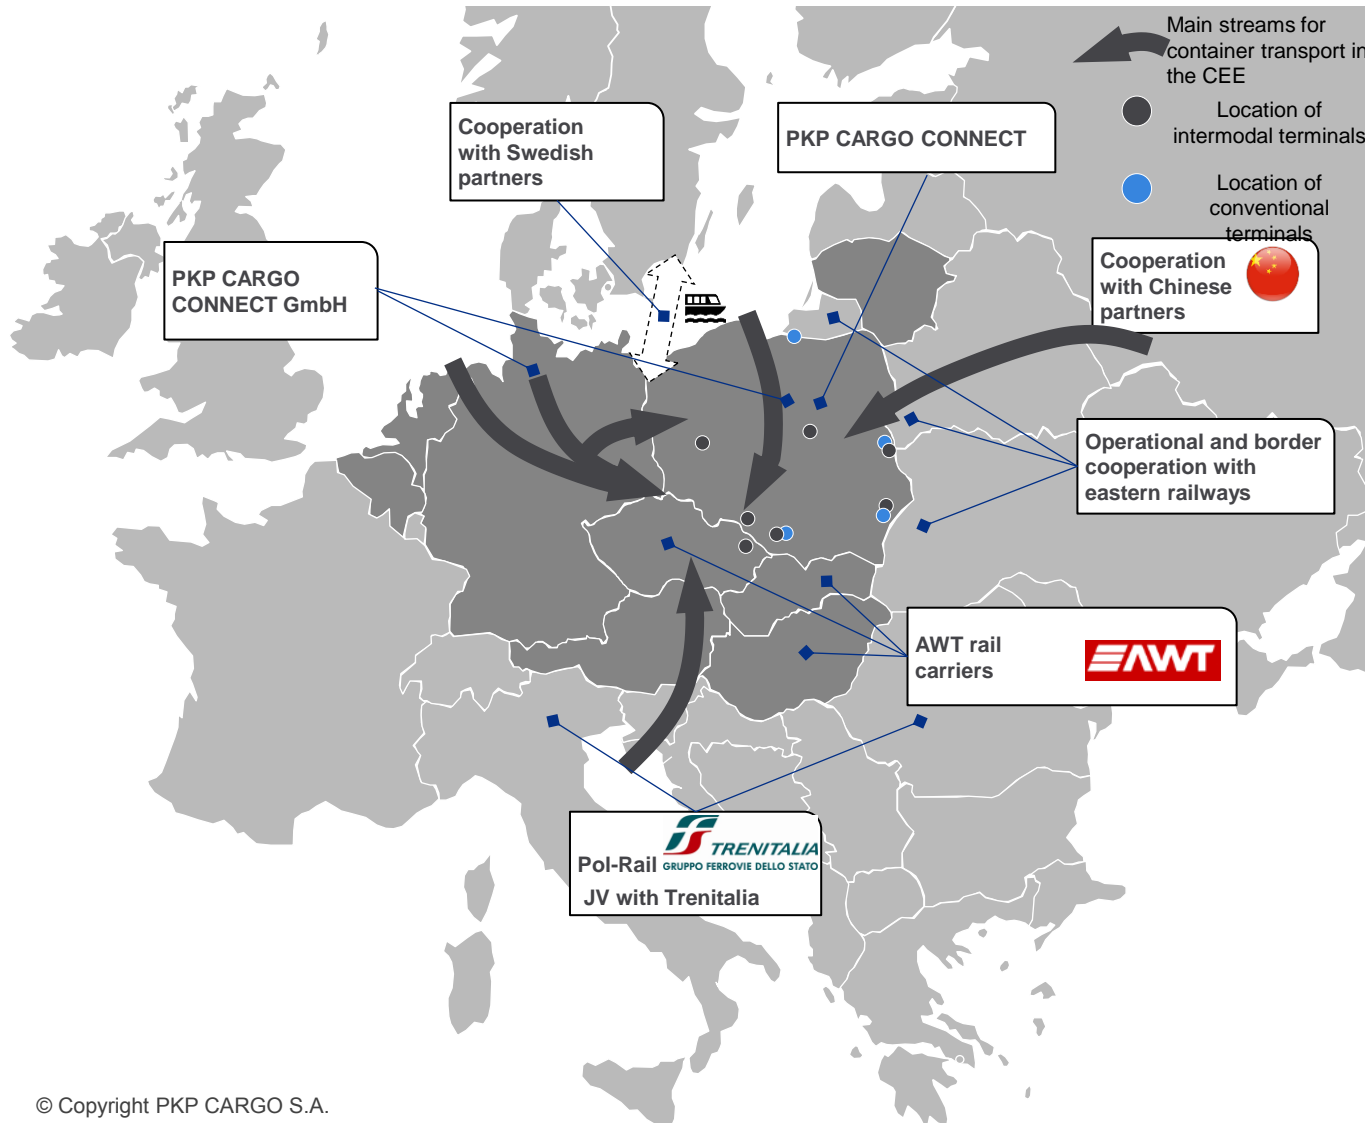 Main streams for
container transport in
the CEE
Location of
intermodal terminals
Location of
conventional
terminals
Cooperation
with Swedish
partners
PKP CARGO CONNECT
PKP CARGO
CONNECT GmbH
Cooperation
with Chinese
partners
Operational and border
cooperation with
eastern railways
AWT rail
carriers
AWT
TRENITALIA
GRUPPO FERROVIE DELLO STATO
Pol-Rail
JV with Trenitalia
© Copyright PKP CARGO S.A.